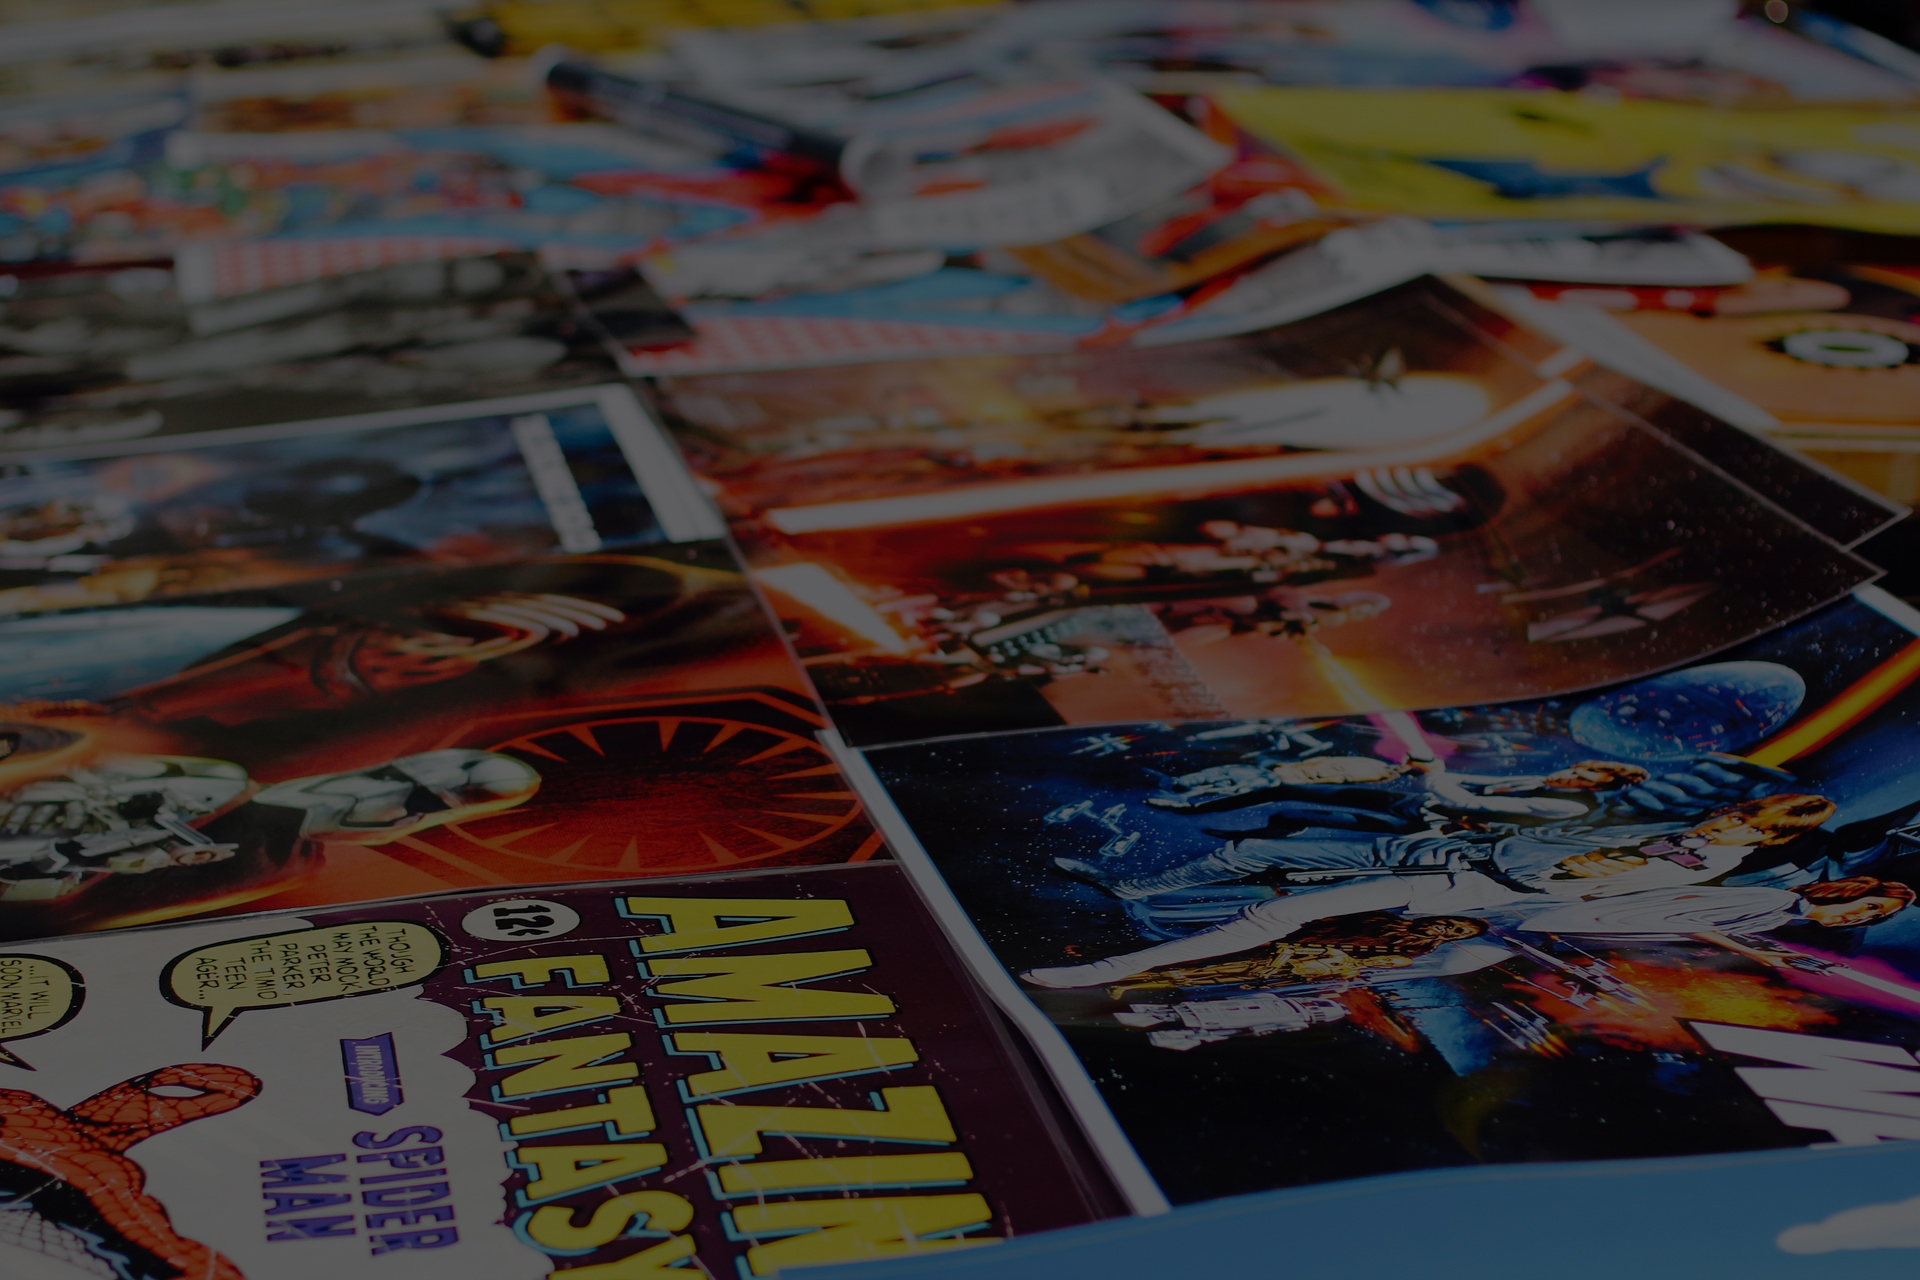 AMAZIN
FANTASY
12¢
THOUGH
THE WORLD
MAY MOCK
PETER
PARKER,
THE TIMID
TEEN
AGER...
...IT WILL
SOON MARVEL
INTRODUCING
SPIDER
MAN